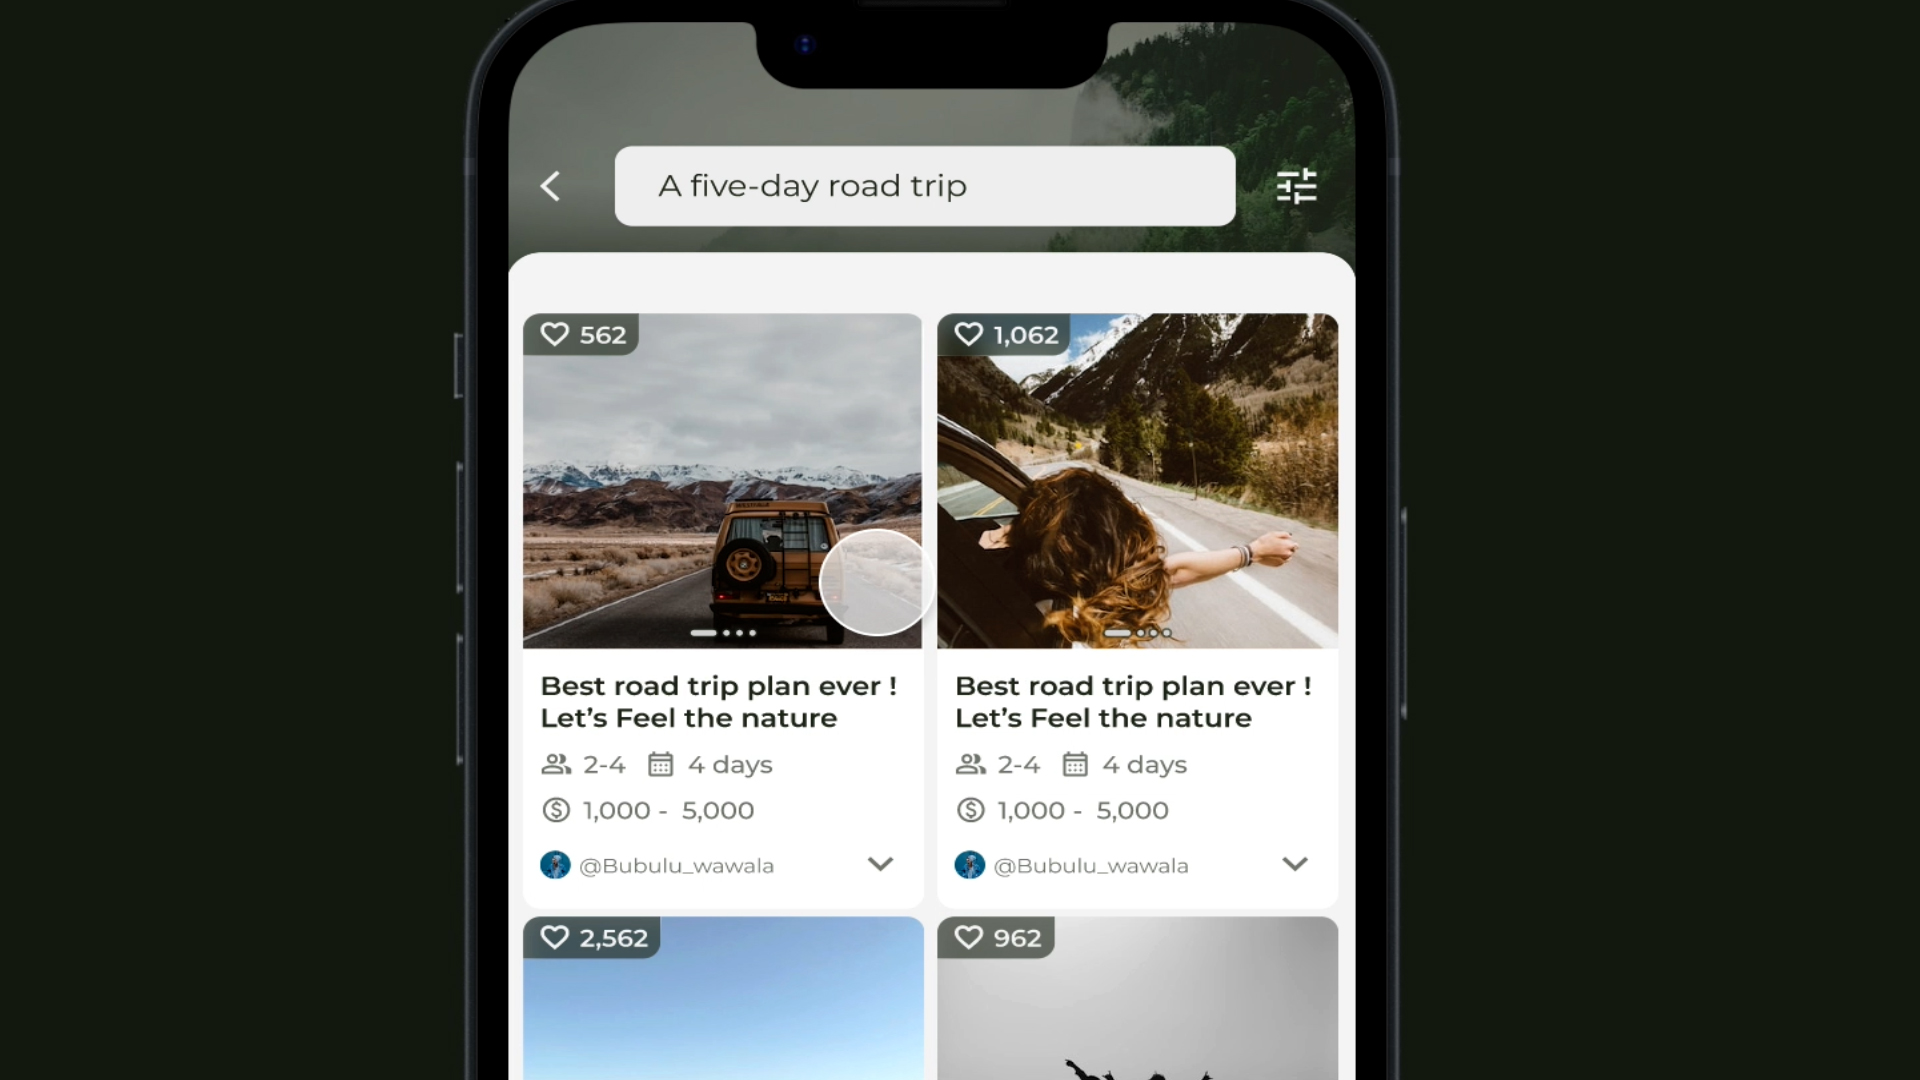 A five-day road trip
562
1,062
Best road trip plan ever !
Let’s Feel the nature
2-4 4 days
1,000 - 5,000
@Bubulu_wawala
Best road trip plan ever !
Let’s Feel the nature
2-4 4 days
1,000 - 5,000
@Bubulu_wawala
2,562
962